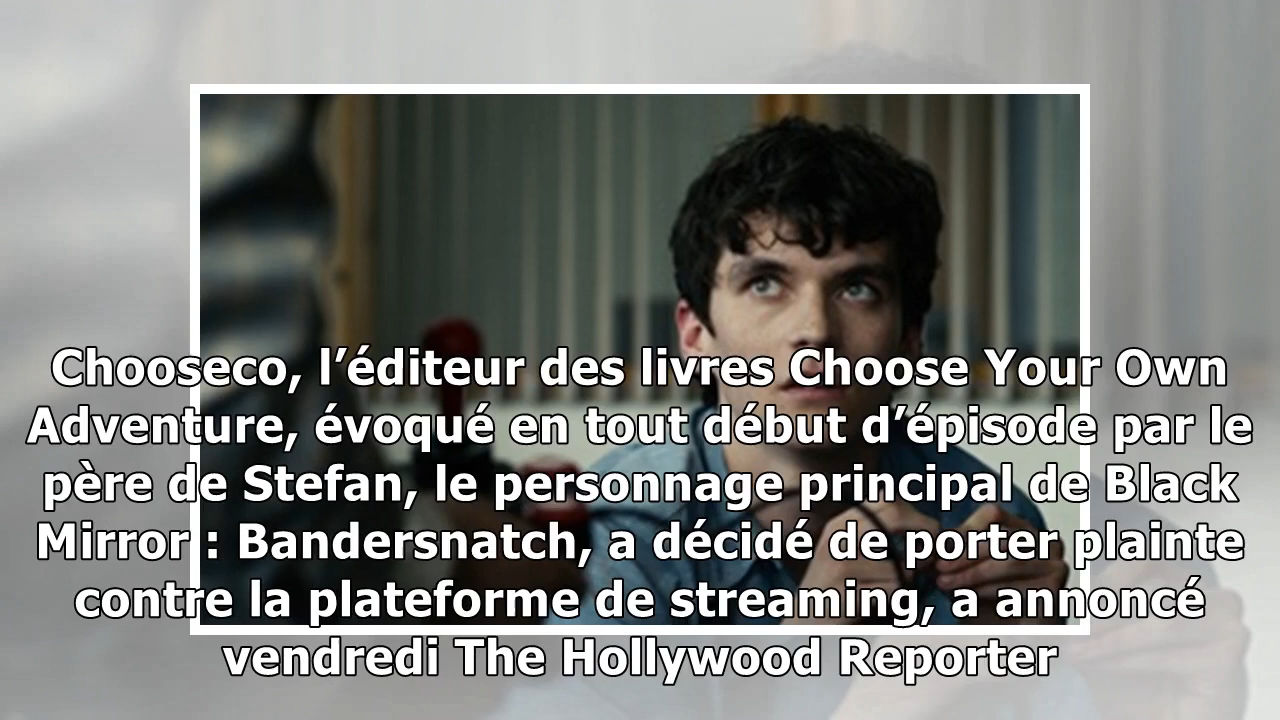 Chooseco, l’éditeur des livres Choose Your Own
Adventure, évoqué en tout début d’épisode par le
père de Stefan, le personnage principal de Black
Mirror : Bandersnatch, a décidé de porter plainte
contre la plateforme de streaming, a annoncé
vendredi The Hollywood Reporter